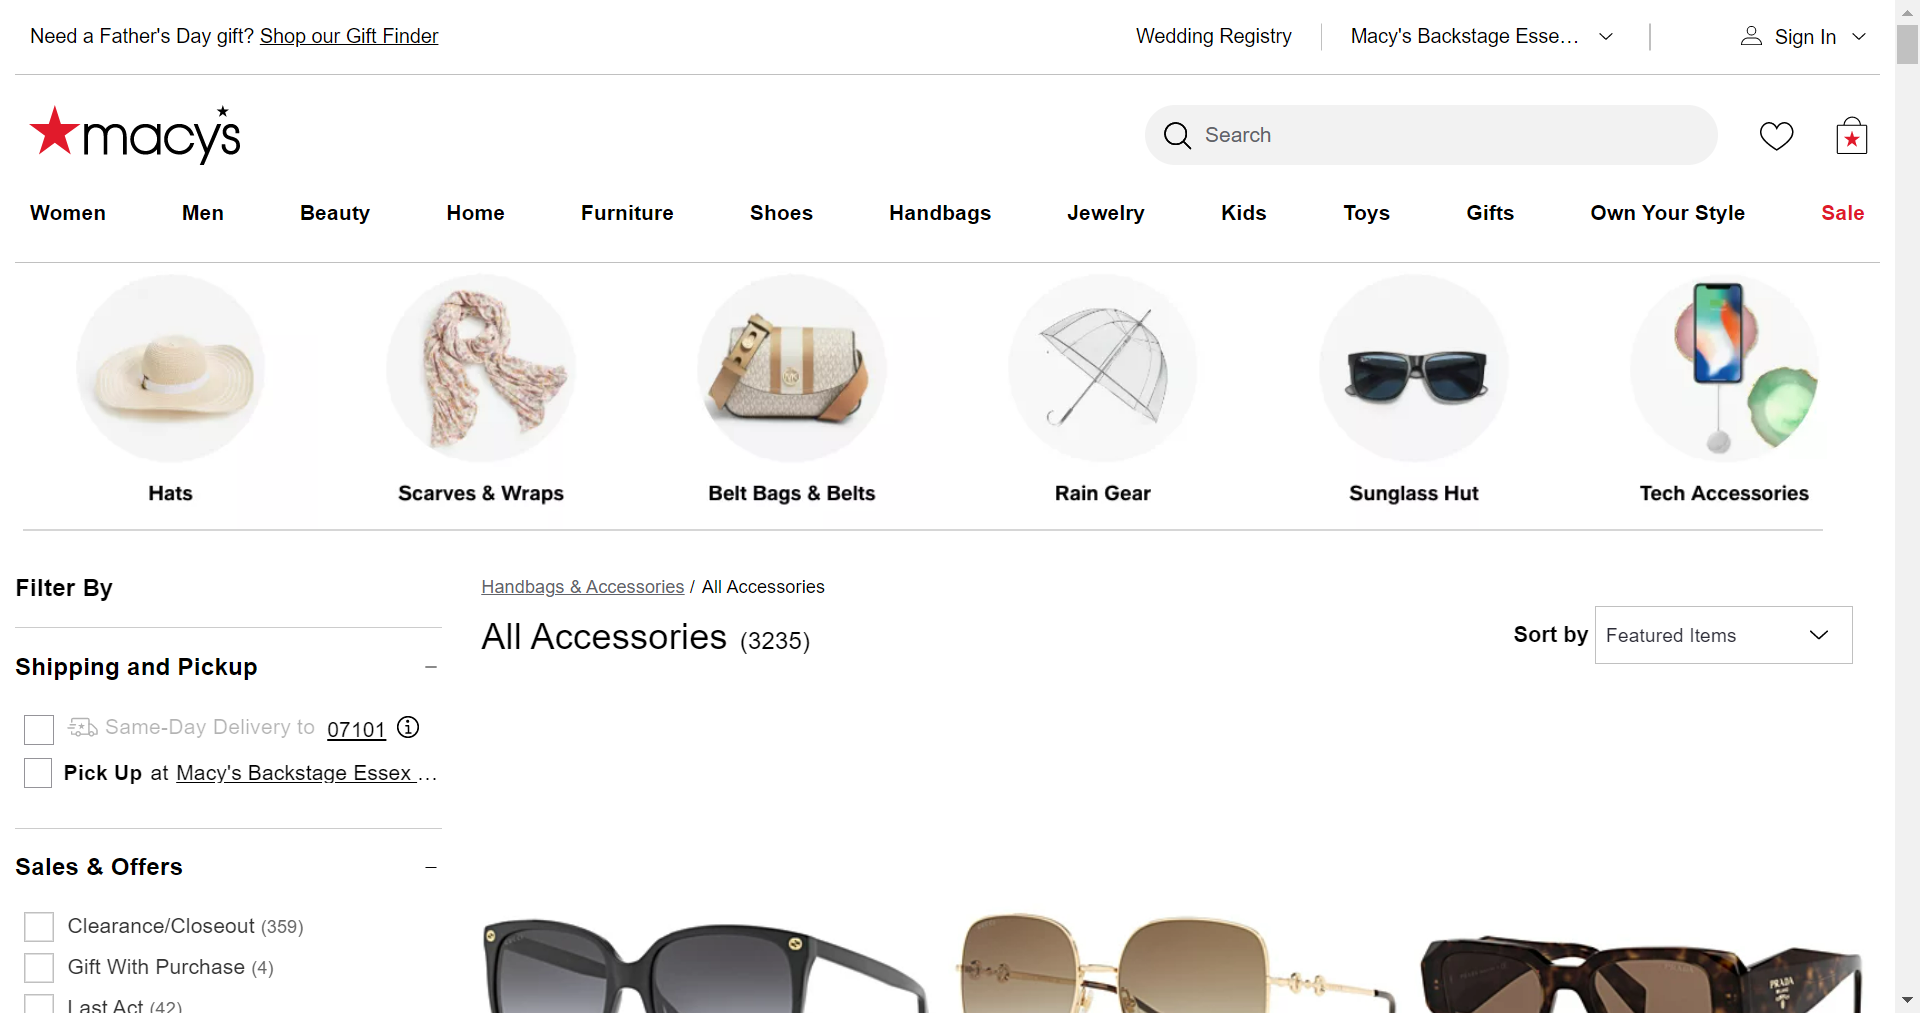 Need a Father's Day gift? Shop our Gift Finder
Wedding Registry
Macy's Backstage Esse...
Sign In
macy's
Search
Women Men Beauty Home Furniture Shoes Handbags Jewelry Kids Toys Gifts Own Your Style Sale
Hats
Scarves & Wraps
Belt Bags & Belts
Rain Gear
Sunglass Hut
Tech Accessories
Filter By
Shipping and Pickup
Same-Day Delivery to 07101
Pick Up at Macy's Backstage Essex ...
Sales & Offers
Clearance/Closeout (359)
Gift With Purchase (4)
Last Act (42)
Handbags & Accessories / All Accessories
All Accessories (3235)
Sort by Featured Items
PRADA